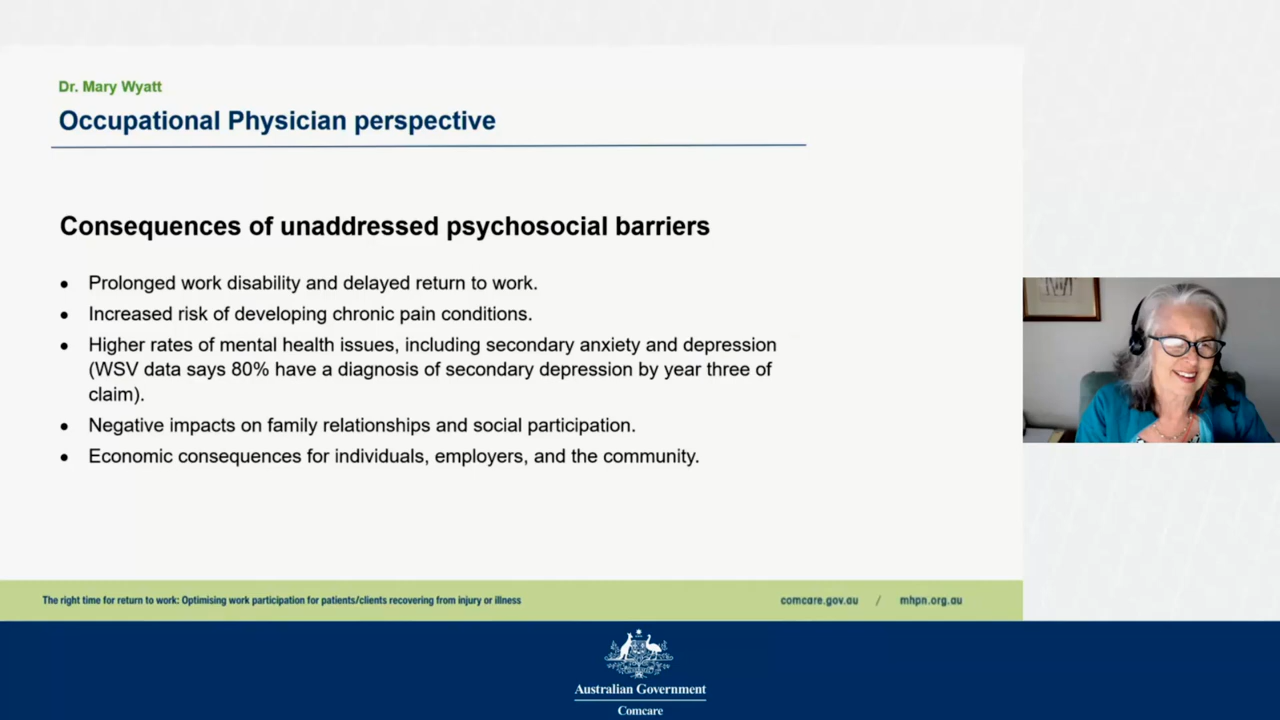 Dr. Mary Wyatt
Occupational Physician perspective
Consequences of unaddressed psychosocial barriers
• Prolonged work disability and delayed return to work.
• Increased risk of developing chronic pain conditions.
• Higher rates of mental health issues, including secondary anxiety and depression
(WSV data says 80% have a diagnosis of secondary depression by year three of
claim).
• Negative impacts on family relationships and social participation.
• Economic consequences for individuals, employers, and the community.
The right time for return to work: Optimising work participation for patients/clients recovering from injury or illness
comcare.gov.au / mhpn.org.au
Australian Government
Comcare